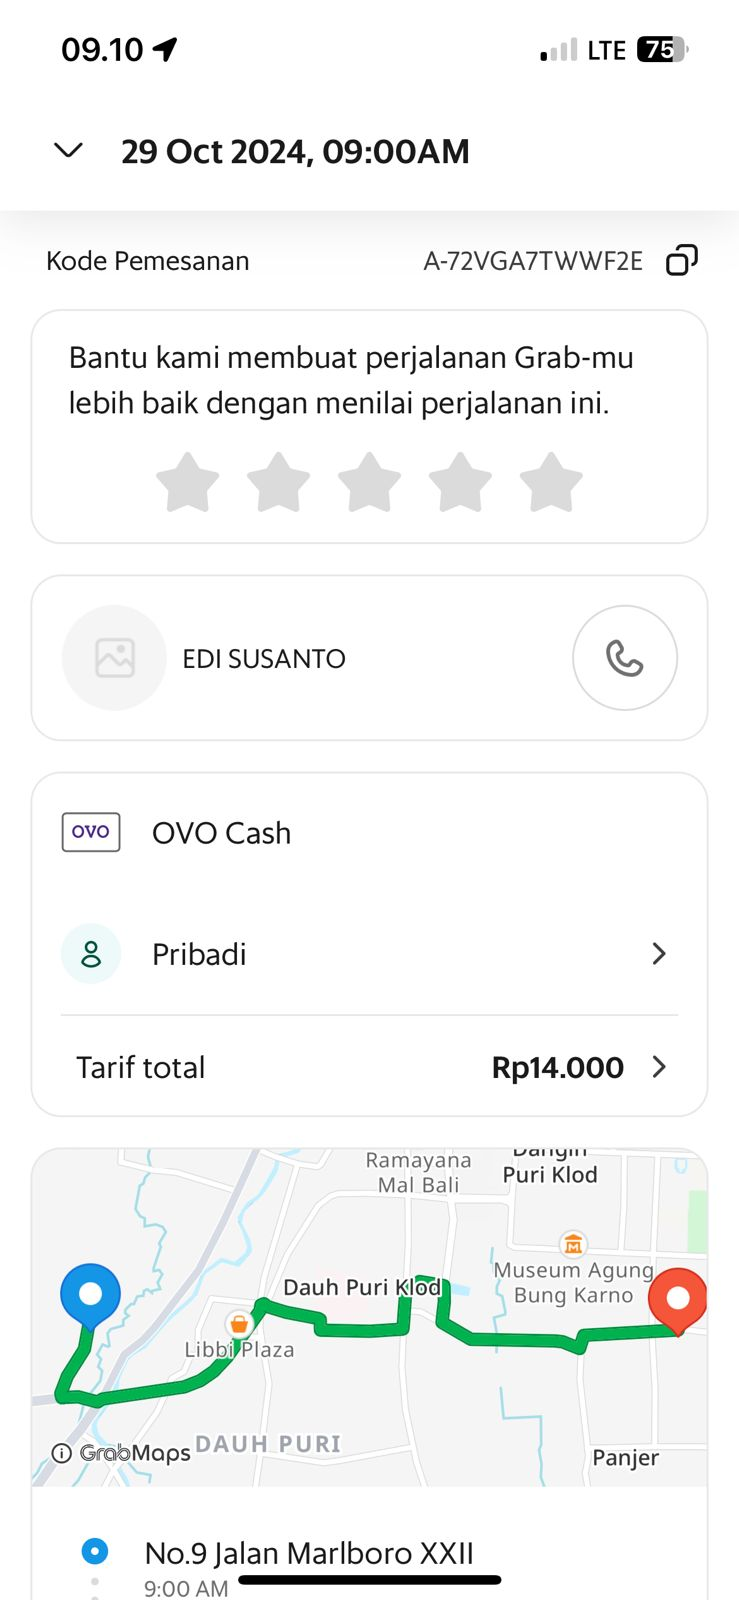 09.10
LTE 75
29 Oct 2024, 09:00AM
Kode Pemesanan
A-72VGA7TWWF2E
Bantu kami membuat perjalanan Grab-mu
lebih baik dengan menilai perjalanan ini.
EDI SUSANTO
OVO
OVO Cash
Pribadi
Tarif total
Rp14.000
Ramayana
Mal Bali
Dangin
Puri Klod
Museum Agung
Bung Karno
Dauh Puri Klod
Libbi Plaza
DAUH PURI
GrabMaps
Panjer
No.9 Jalan Marlboro XXII
9:00 AM